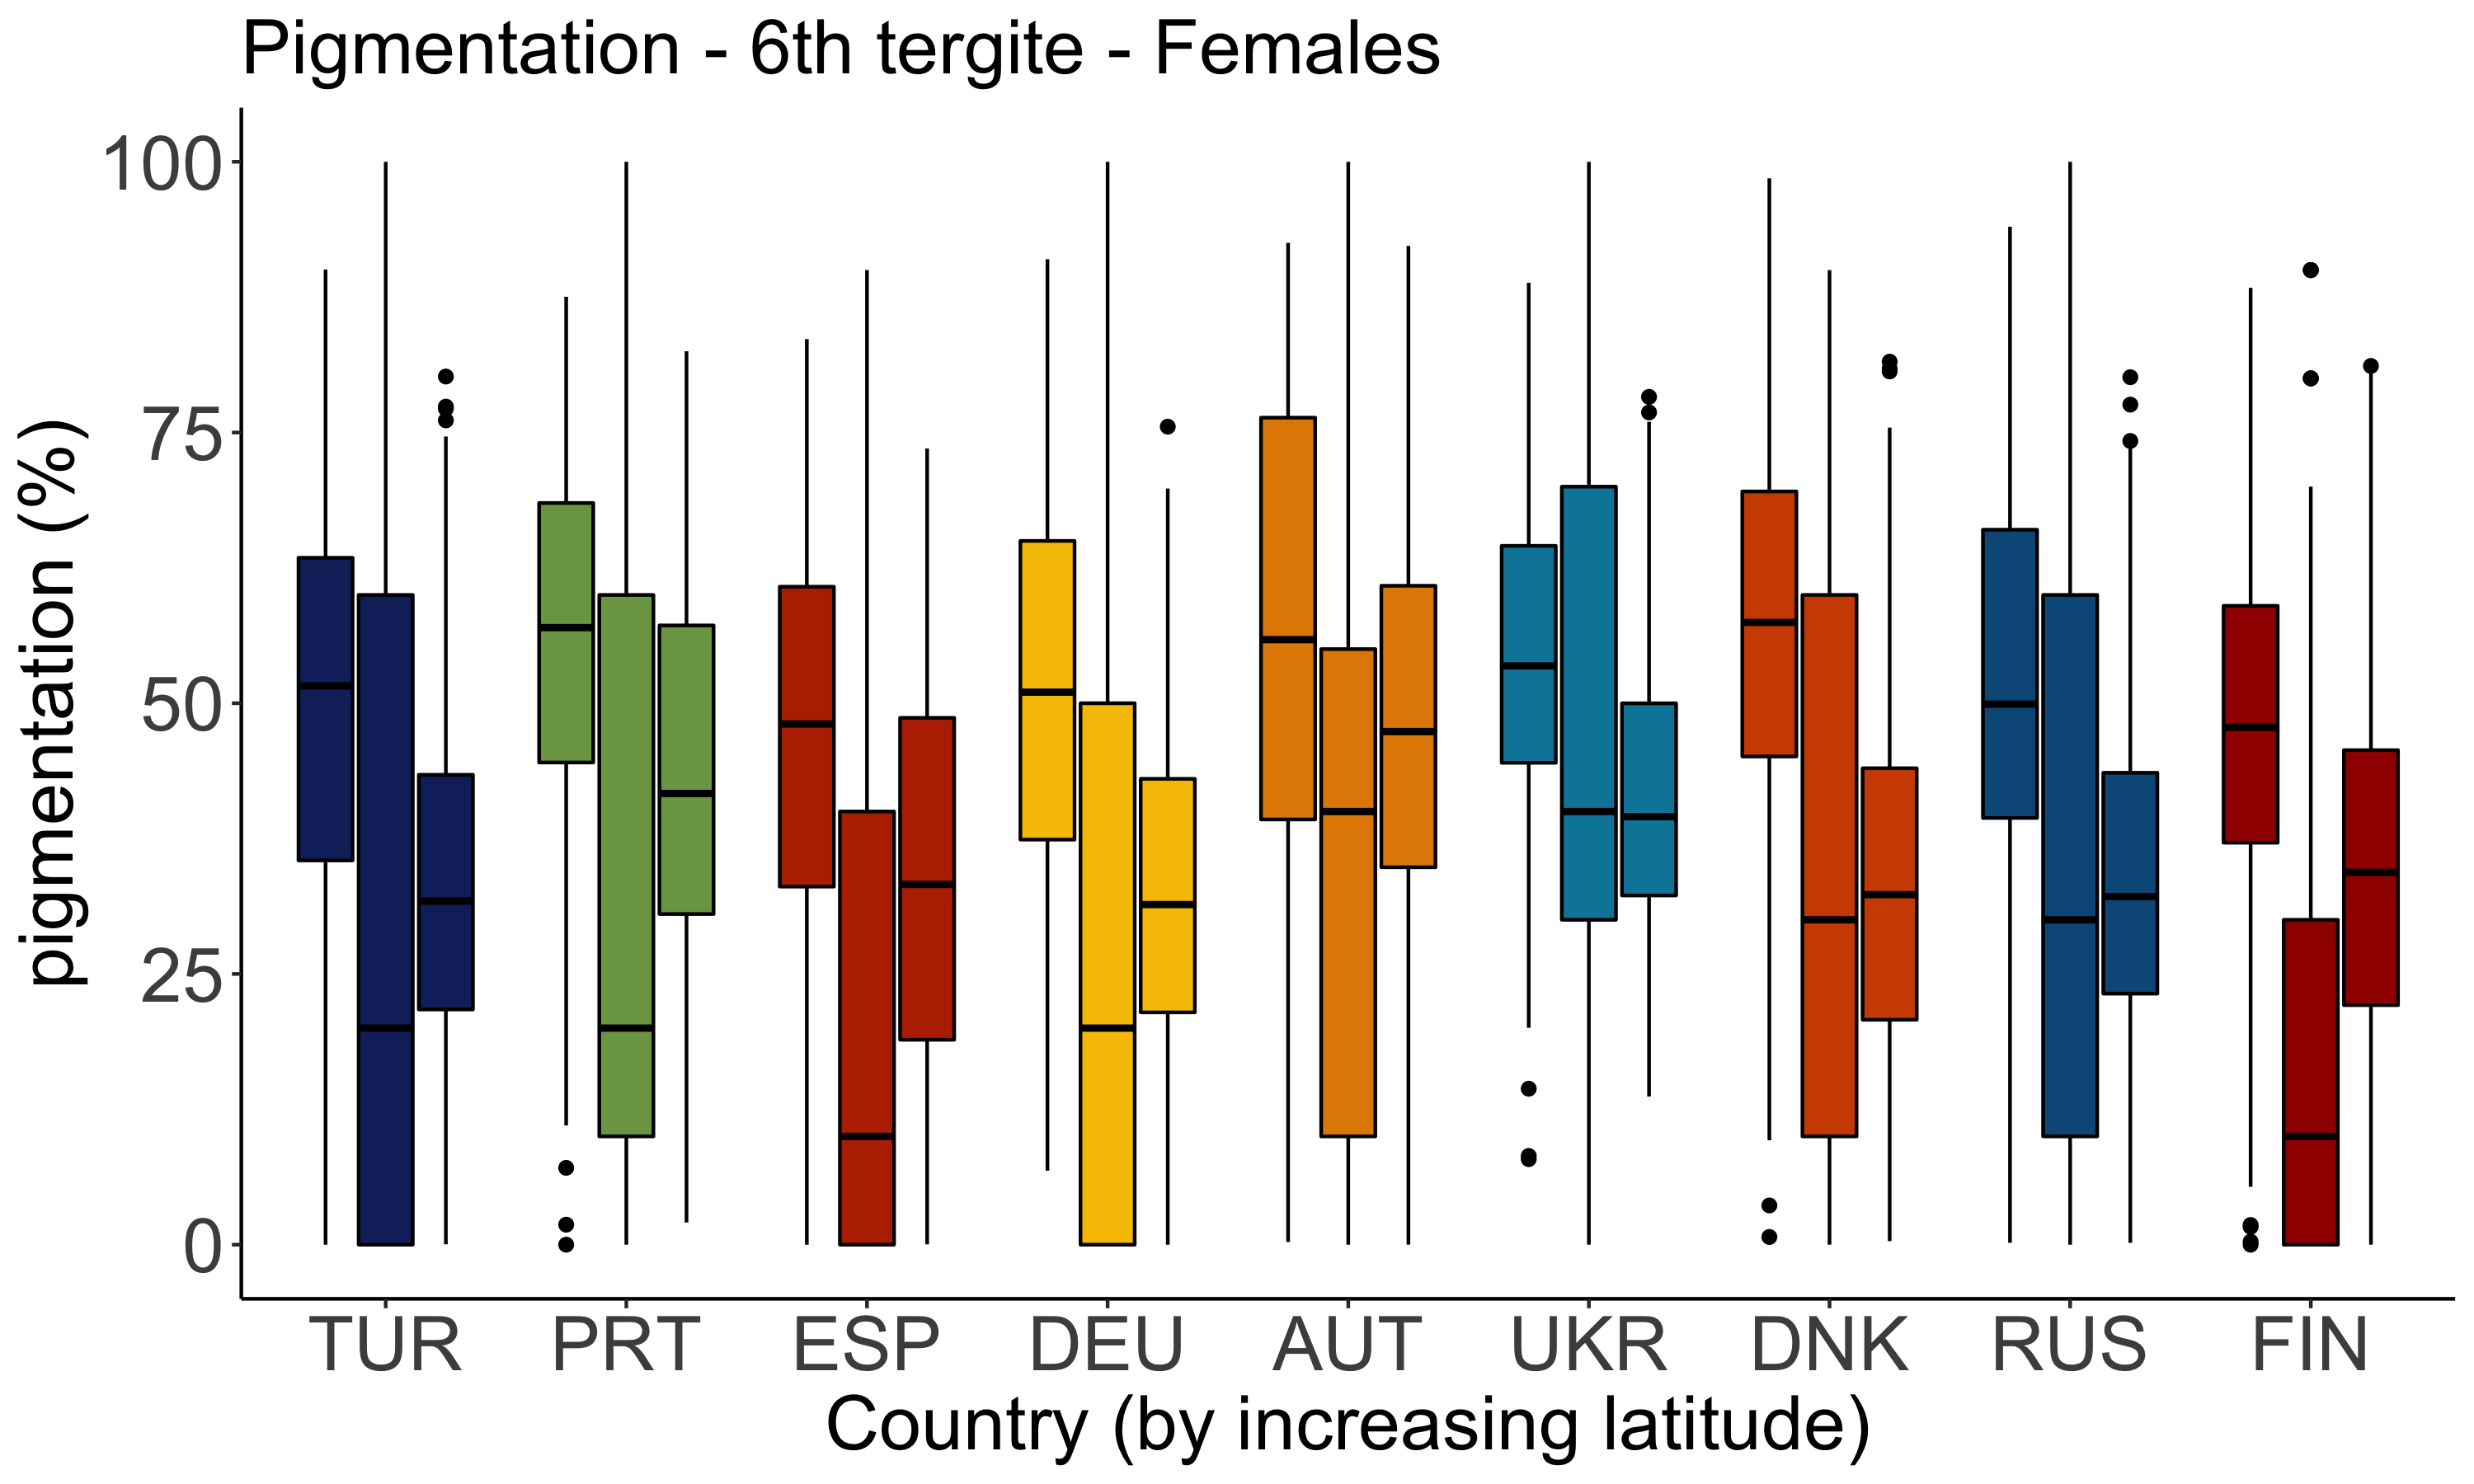 Pigmentation - 6th tergite - Females
pigmentation (%)
100
75
50
25
0
TUR PRT ESP DEU AUT UKR DNK RUS FIN
Country (by increasing latitude)